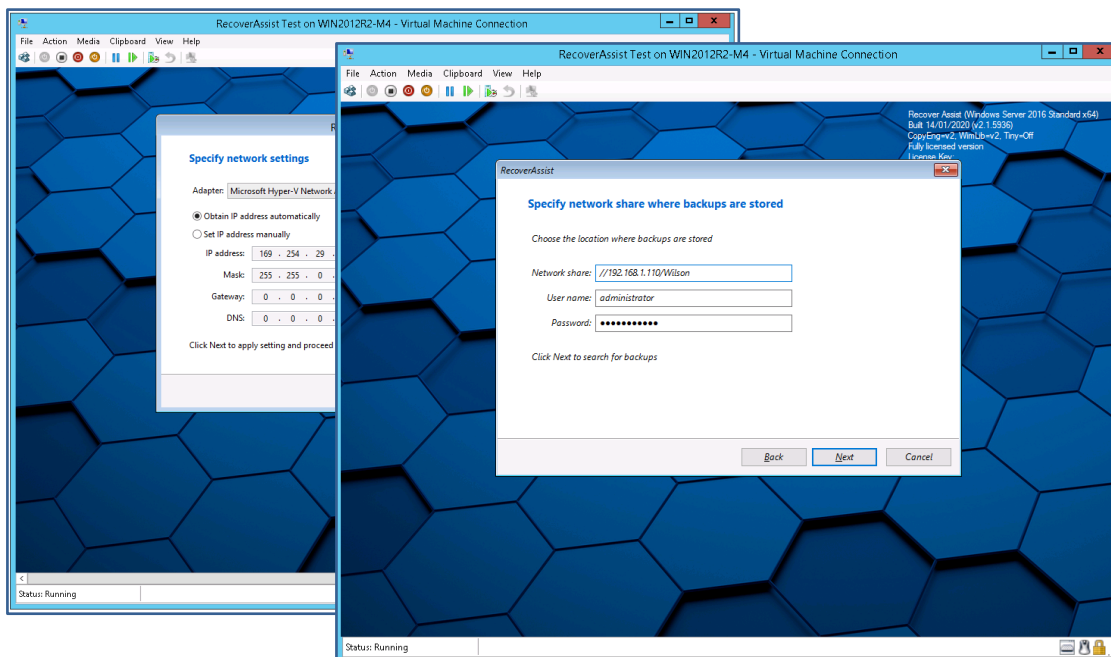 RecoverAssist Test on WIN2012R2-M4 - Virtual Machine Connection
File Action Media Clipboard View Help
Specify network settings
Adapter: Microsoft Hyper-V Network
Obtain IP address automatically
Set IP address manually
IP address: 169 . 254 . 29 .
Mask: 255 . 255 . 0 .
Gateway: 0 . 0 . 0 .
DNS: 0 . 0 . 0 .
Click Next to apply setting and proceed
Status: Running
RecoverAssist Test on WIN2012R2-M4 - Virtual Machine Connection
File Action Media Clipboard View Help
Recover Assist (Windows Server 2016 Standard x64)
Built 14/01/2020 (v2.1.5936)
CopyEng=v2, WimLib=v2, Tiny=Off
Fully licensed version
License Key:
RecoverAssist
Specify network share where backups are stored
Choose the location where backups are stored
Network share: //192.168.1.110/Wilson
User name: administrator
Password: ●●●●●●●●●●●
Click Next to search for backups
Back Next Cancel
Status: Running